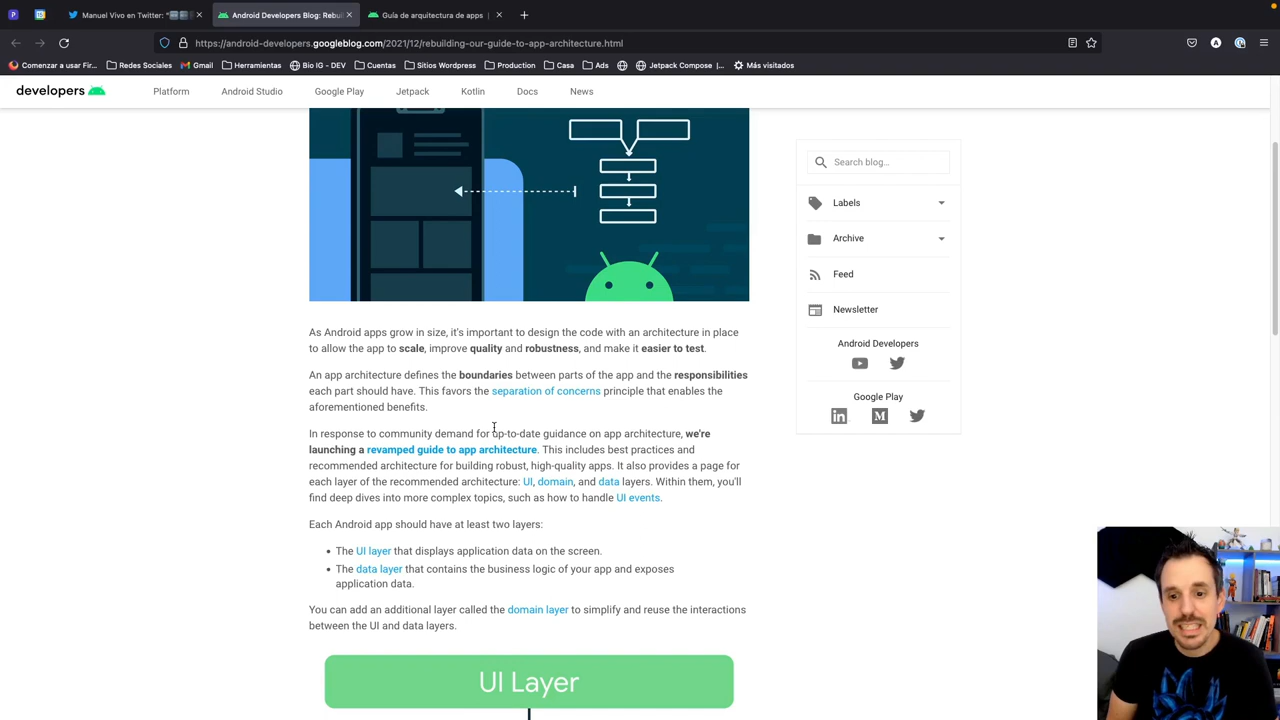 Manuel Vivo en Twitter: "
Android Developers Blog: Rebuil
Guía de arquitectura de apps
https://android-developers.googleblog.com/2021/12/rebuilding-our-guide-to-app-architecture.html
Comenzar a usar Fir... Redes Sociales Gmail Herramientas Bio IG - DEV Cuentas Sitios Wordpress Production Casa Ads Jetpack Compose |... Más visitados
developers Platform Android Studio Google Play Jetpack Kotlin Docs News
Search blog...
Labels
Archive
Feed
Newsletter
Android Developers
Google Play
As Android apps grow in size, it's important to design the code with an architecture in place
to allow the app to scale, improve quality and robustness, and make it easier to test.
An app architecture defines the boundaries between parts of the app and the responsibilities
each part should have. This favors the separation of concerns principle that enables the
aforementioned benefits.
In response to community demand for up-to-date guidance on app architecture, we're
launching a revamped guide to app architecture. This includes best practices and
recommended architecture for building robust, high-quality apps. It also provides a page for
each layer of the recommended architecture: UI, domain, and data layers. Within them, you'll
find deep dives into more complex topics, such as how to handle UI events.
Each Android app should have at least two layers:
• The UI layer that displays application data on the screen.
• The data layer that contains the business logic of your app and exposes
application data.
You can add an additional layer called the domain layer to simplify and reuse the interactions
between the UI and data layers.
UI Layer